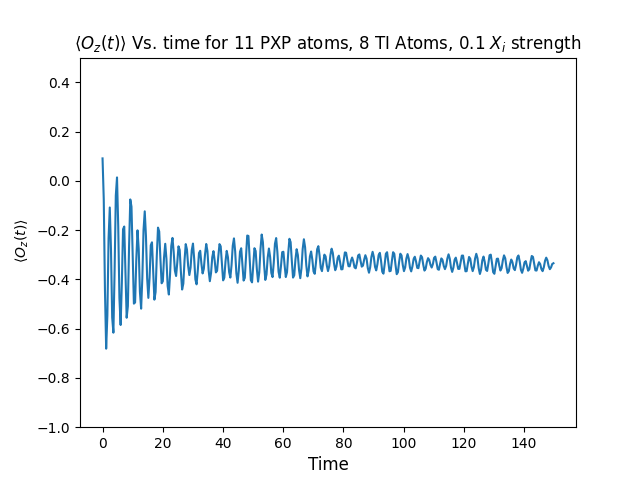 ⟨O_z(t)⟩ Vs. time for 11 PXP atoms, 8 TI Atoms, 0.1 X_i strength
0.4
0.2
0.0
−0.2
−0.4
−0.6
−0.8
−1.0
⟨O_z(t)⟩
0 20 40 60 80 100 120 140
Time